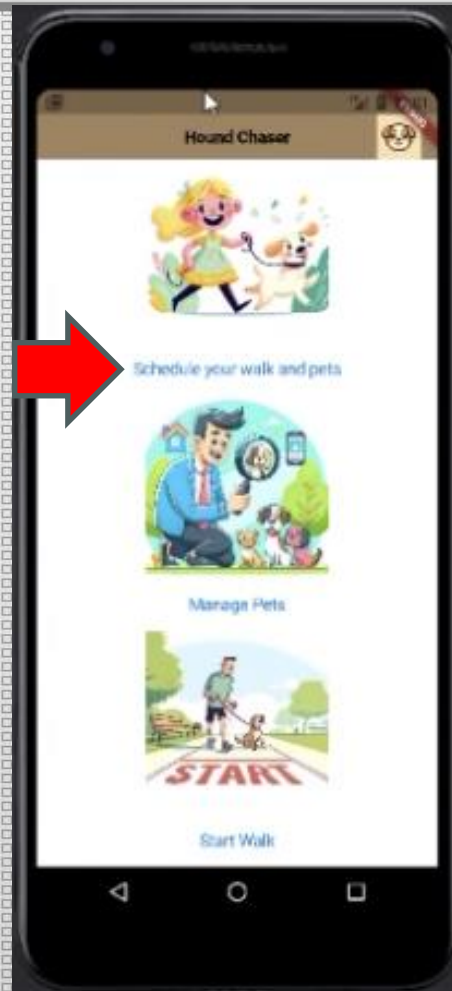 Hound Chaser
Schedule your walk and pets
Manage Pets
START
Start Walk